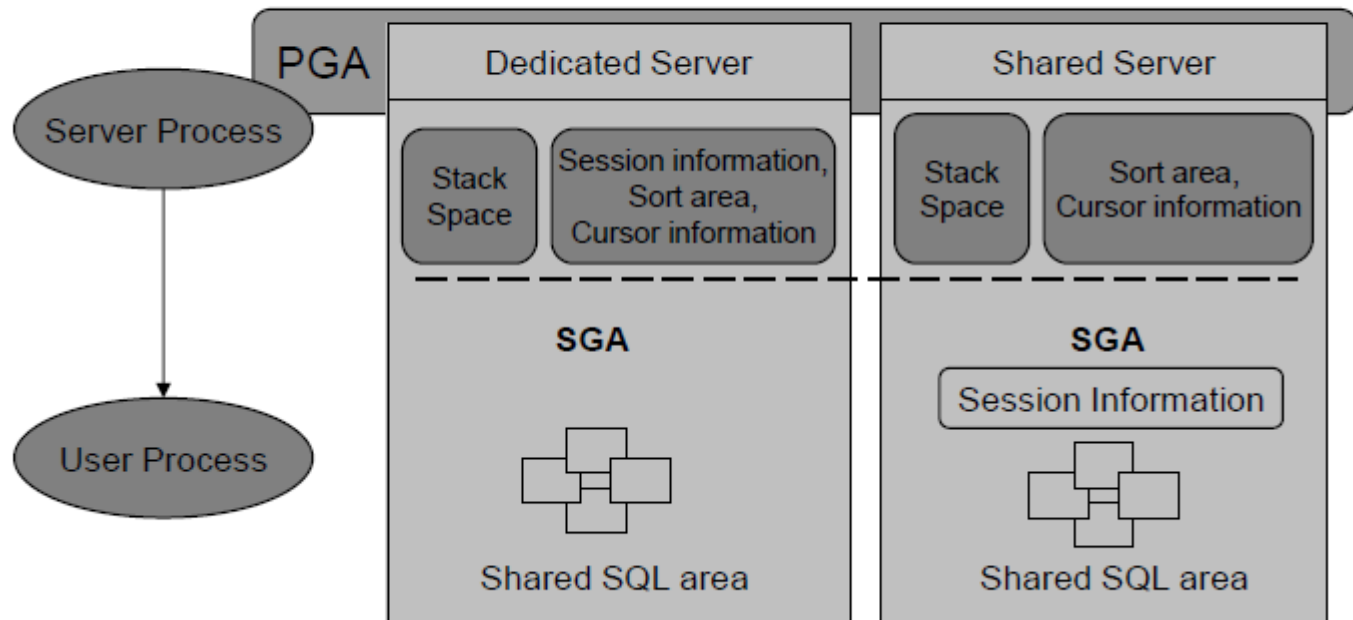 PGA
Dedicated Server
Shared Server
Server Process
Stack
Space
Session information,
Sort area,
Cursor information
Stack
Space
Sort area,
Cursor information
SGA
SGA
Session Information
User Process
Shared SQL area
Shared SQL area